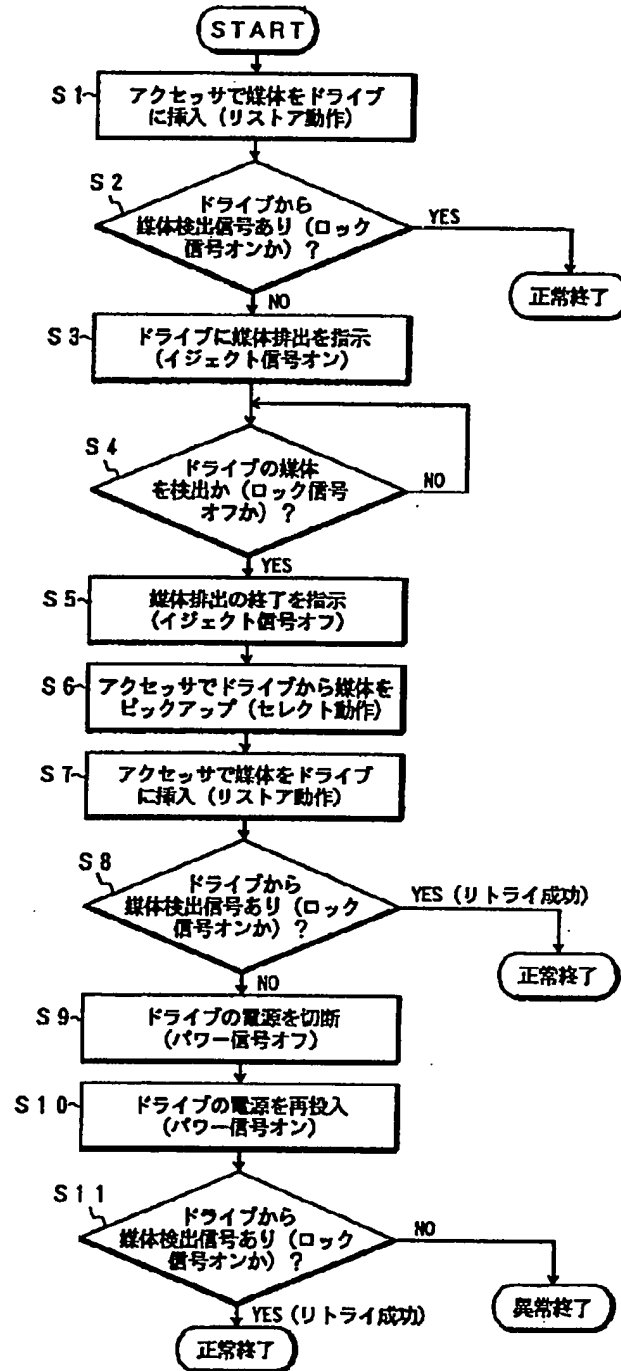 START
S1
アクセッサで媒体をドライブ
に挿入(リストア動作)
S2
ドライブから
媒体検出信号あり(ロック
信号オンか)?
YES
正常終了
NO
S3
ドライブに媒体排出を指示
(イジェクト信号オン)
S4
ドライブの媒体
を検出か(ロック信号
オフか)?
NO
YES
S5
媒体排出の終了を指示
(イジェクト信号オフ)
S6
アクセッサでドライブから媒体を
ピックアップ(セレクト動作)
S7
アクセッサで媒体をドライブ
に挿入(リストア動作)
S8
ドライブから
媒体検出信号あり(ロック
信号オンか)?
YES(リトライ成功)
正常終了
NO
S9
ドライブの電源を切断
(パワー信号オフ)
S10
ドライブの電源を再投入
(パワー信号オン)
S11
ドライブから
媒体検出信号あり(ロック
信号オンか)?
NO
異常終了
YES(リトライ成功)
正常終了